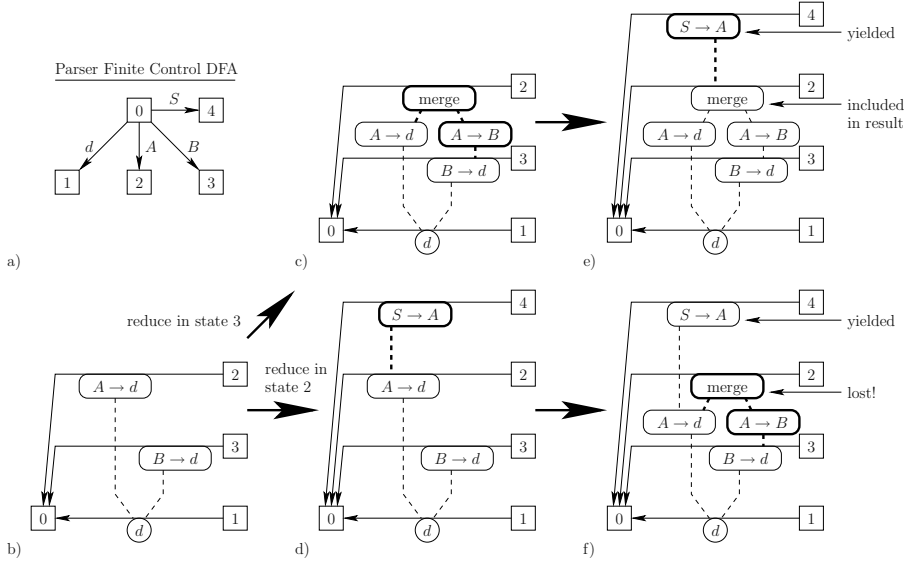 Parser Finite Control DFA
0
S
4
d
A
B
1
2
3
a)
2
merge
A → d
A → B
3
B → d
0
d
1
c)
4
S → A
yielded
2
merge
included
in result
A → d
A → B
3
B → d
0
d
1
e)
reduce in state 3
2
A → d
3
B → d
0
d
1
b)
reduce in
state 2
4
S → A
2
A → d
3
B → d
0
d
1
d)
4
S → A
yielded
2
merge
lost!
A → d
A → B
3
B → d
0
d
1
f)